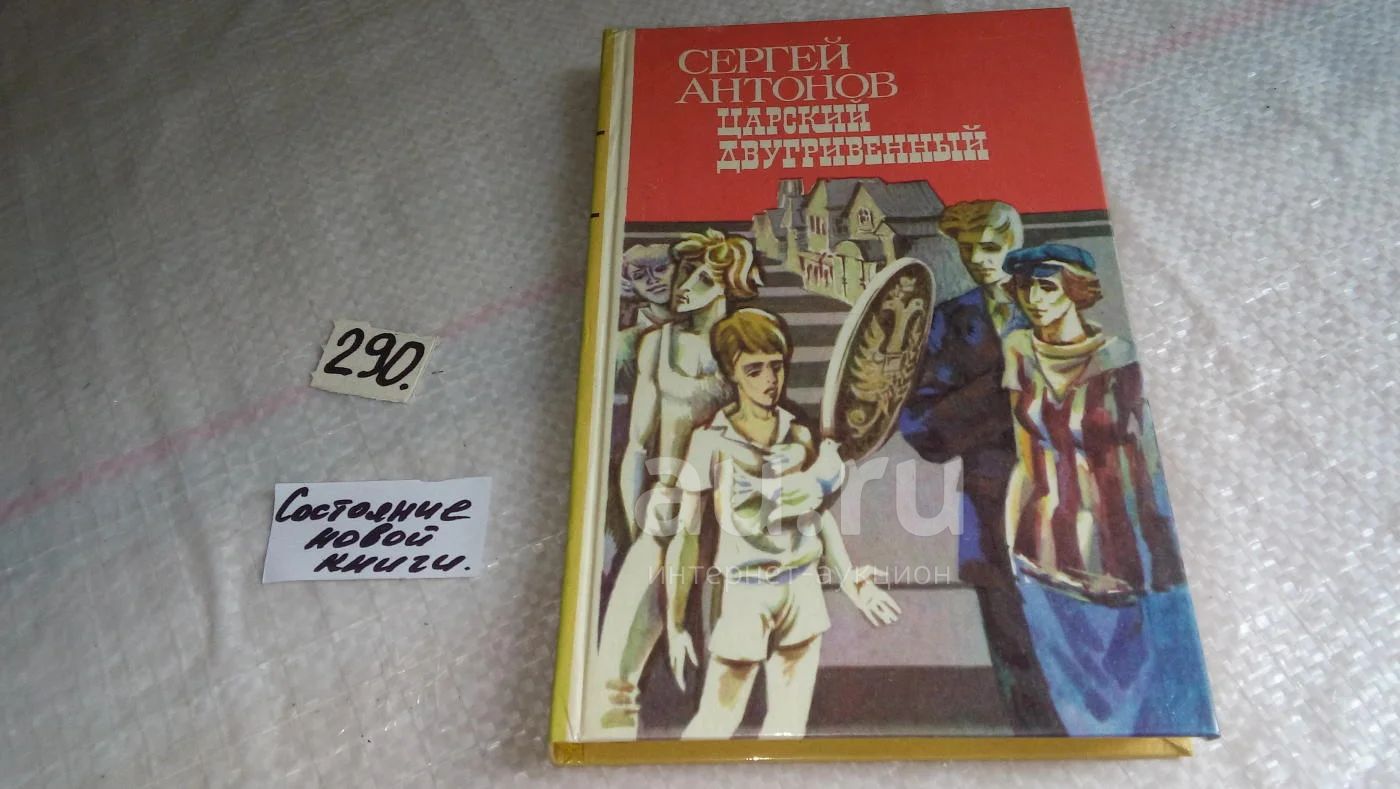 СЕРГЕЙ
АНТОНОВ
ЦАРСКИЙ
ДВУГРИВЕННЫЙ
290.
Состояние
новой
книги.
au.ru
интернет-аукцион